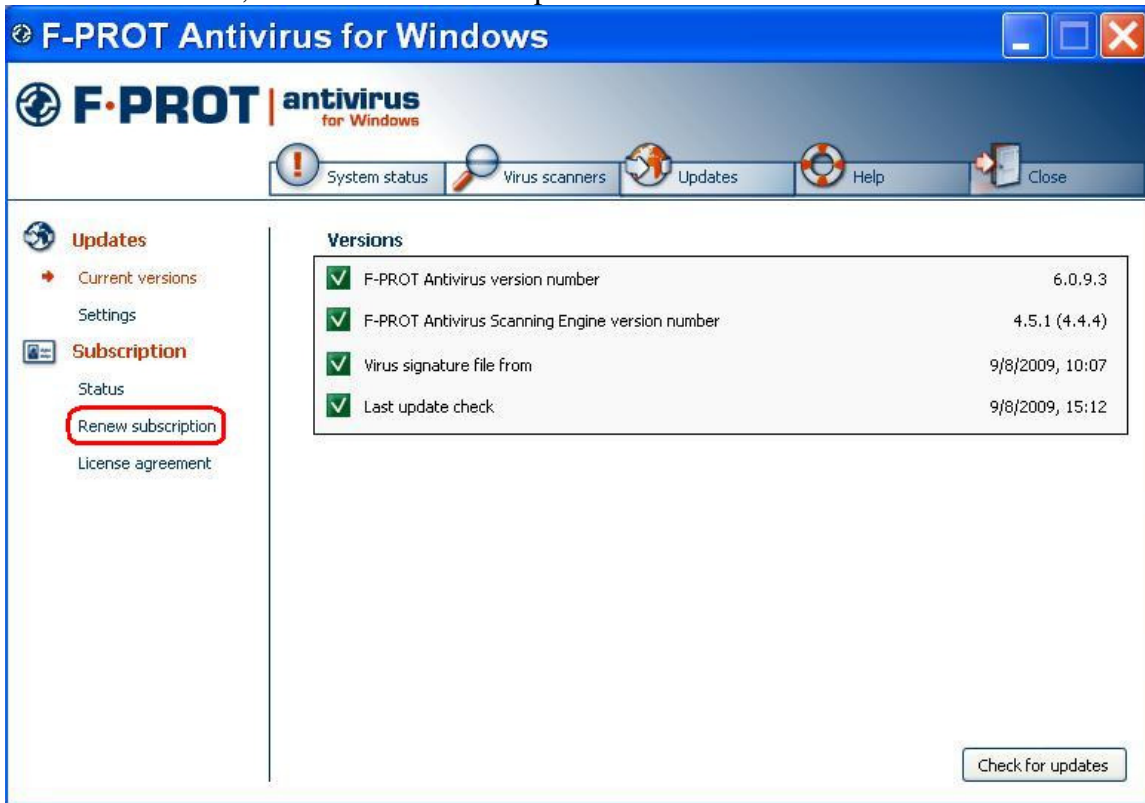 F-PROT Antivirus for Windows
F·PROT antivirus
for Windows
System status Virus scanners Updates Help Close
Updates
Current versions
Settings
Subscription
Status
Renew subscription
License agreement
Versions
F-PROT Antivirus version number 6.0.9.3
F-PROT Antivirus Scanning Engine version number 4.5.1 (4.4.4)
Virus signature file from 9/8/2009, 10:07
Last update check 9/8/2009, 15:12
Check for updates